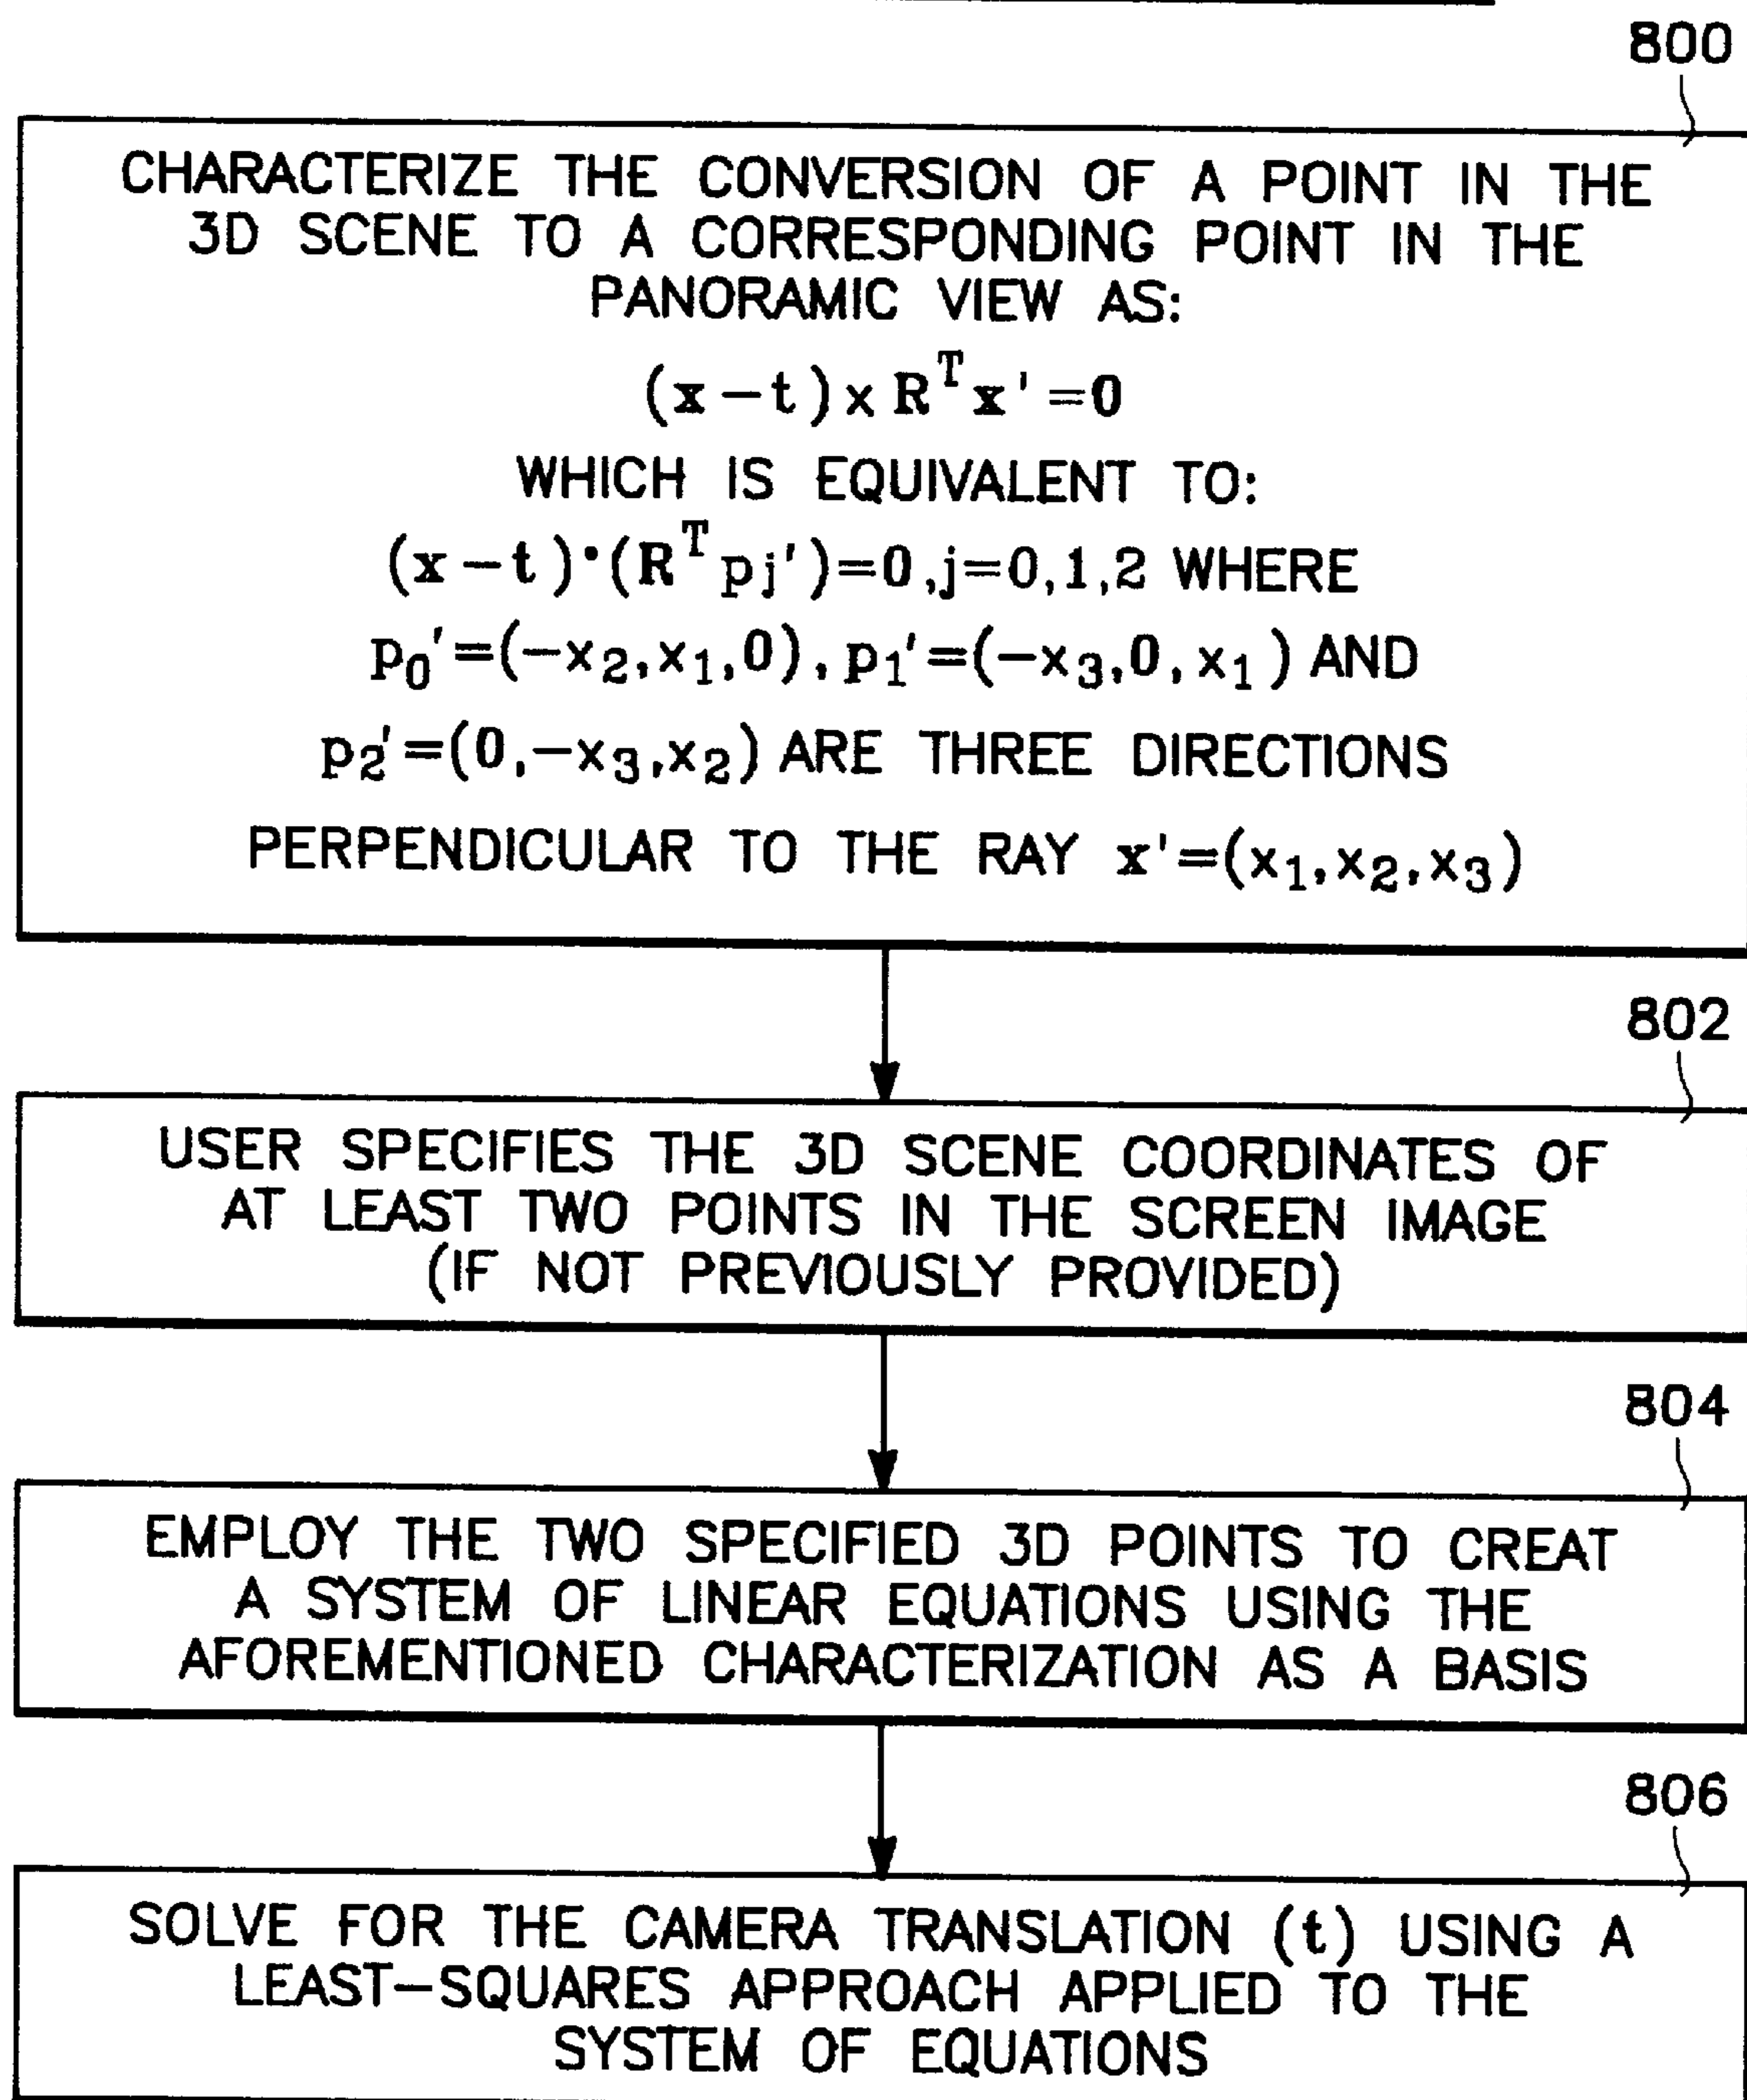 800
CHARACTERIZE THE CONVERSION OF A POINT IN THE
3D SCENE TO A CORRESPONDING POINT IN THE
PANORAMIC VIEW AS:
(x−t)×Rᵀx'=0
WHICH IS EQUIVALENT TO:
(x−t)·(Rᵀpj')=0,j=0,1,2 WHERE
p₀'=(−x₂,x₁,0),p₁'=(−x₃,0,x₁) AND
p₂'=(0,−x₃,x₂) ARE THREE DIRECTIONS
PERPENDICULAR TO THE RAY x'=(x₁,x₂,x₃)
802
USER SPECIFIES THE 3D SCENE COORDINATES OF
AT LEAST TWO POINTS IN THE SCREEN IMAGE
(IF NOT PREVIOUSLY PROVIDED)
804
EMPLOY THE TWO SPECIFIED 3D POINTS TO CREAT
A SYSTEM OF LINEAR EQUATIONS USING THE
AFOREMENTIONED CHARACTERIZATION AS A BASIS
806
SOLVE FOR THE CAMERA TRANSLATION (t) USING A
LEAST−SQUARES APPROACH APPLIED TO THE
SYSTEM OF EQUATIONS